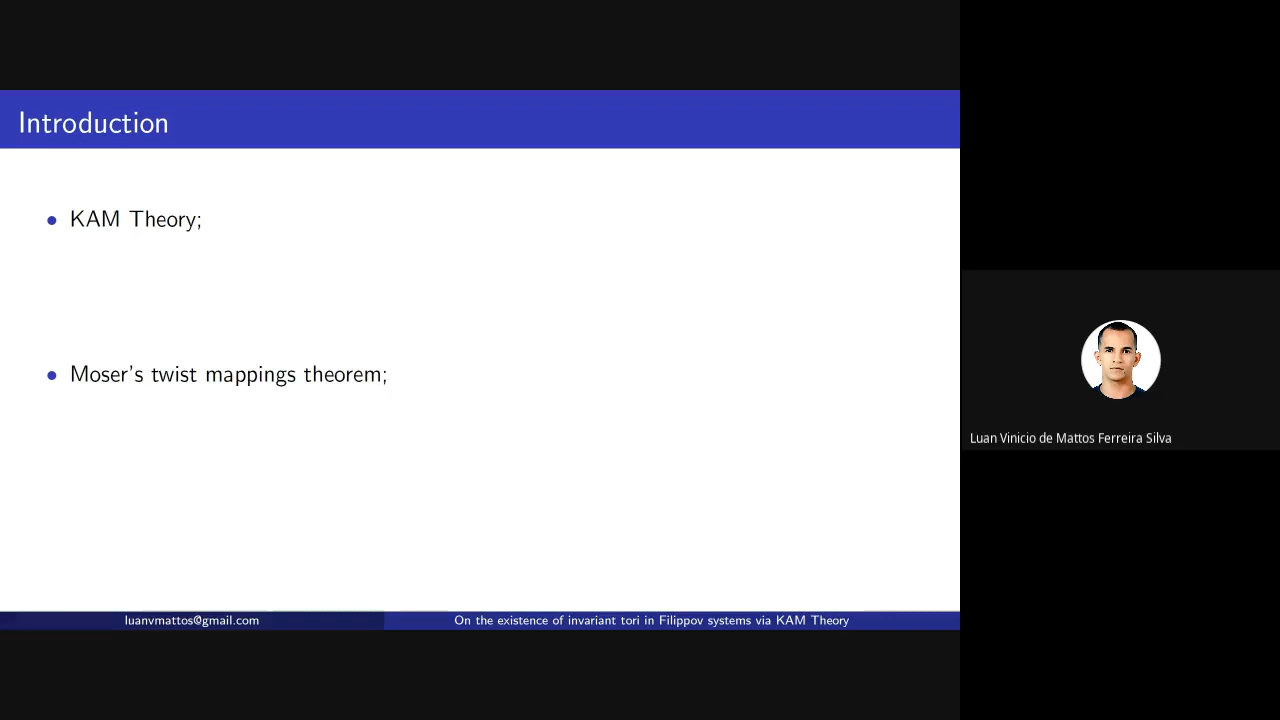 Introduction
• KAM Theory;
• Moser's twist mappings theorem;
Luan Vinicio de Mattos Ferreira Silva
luanvmattos@gmail.com
On the existence of invariant tori in Filippov systems via KAM Theory